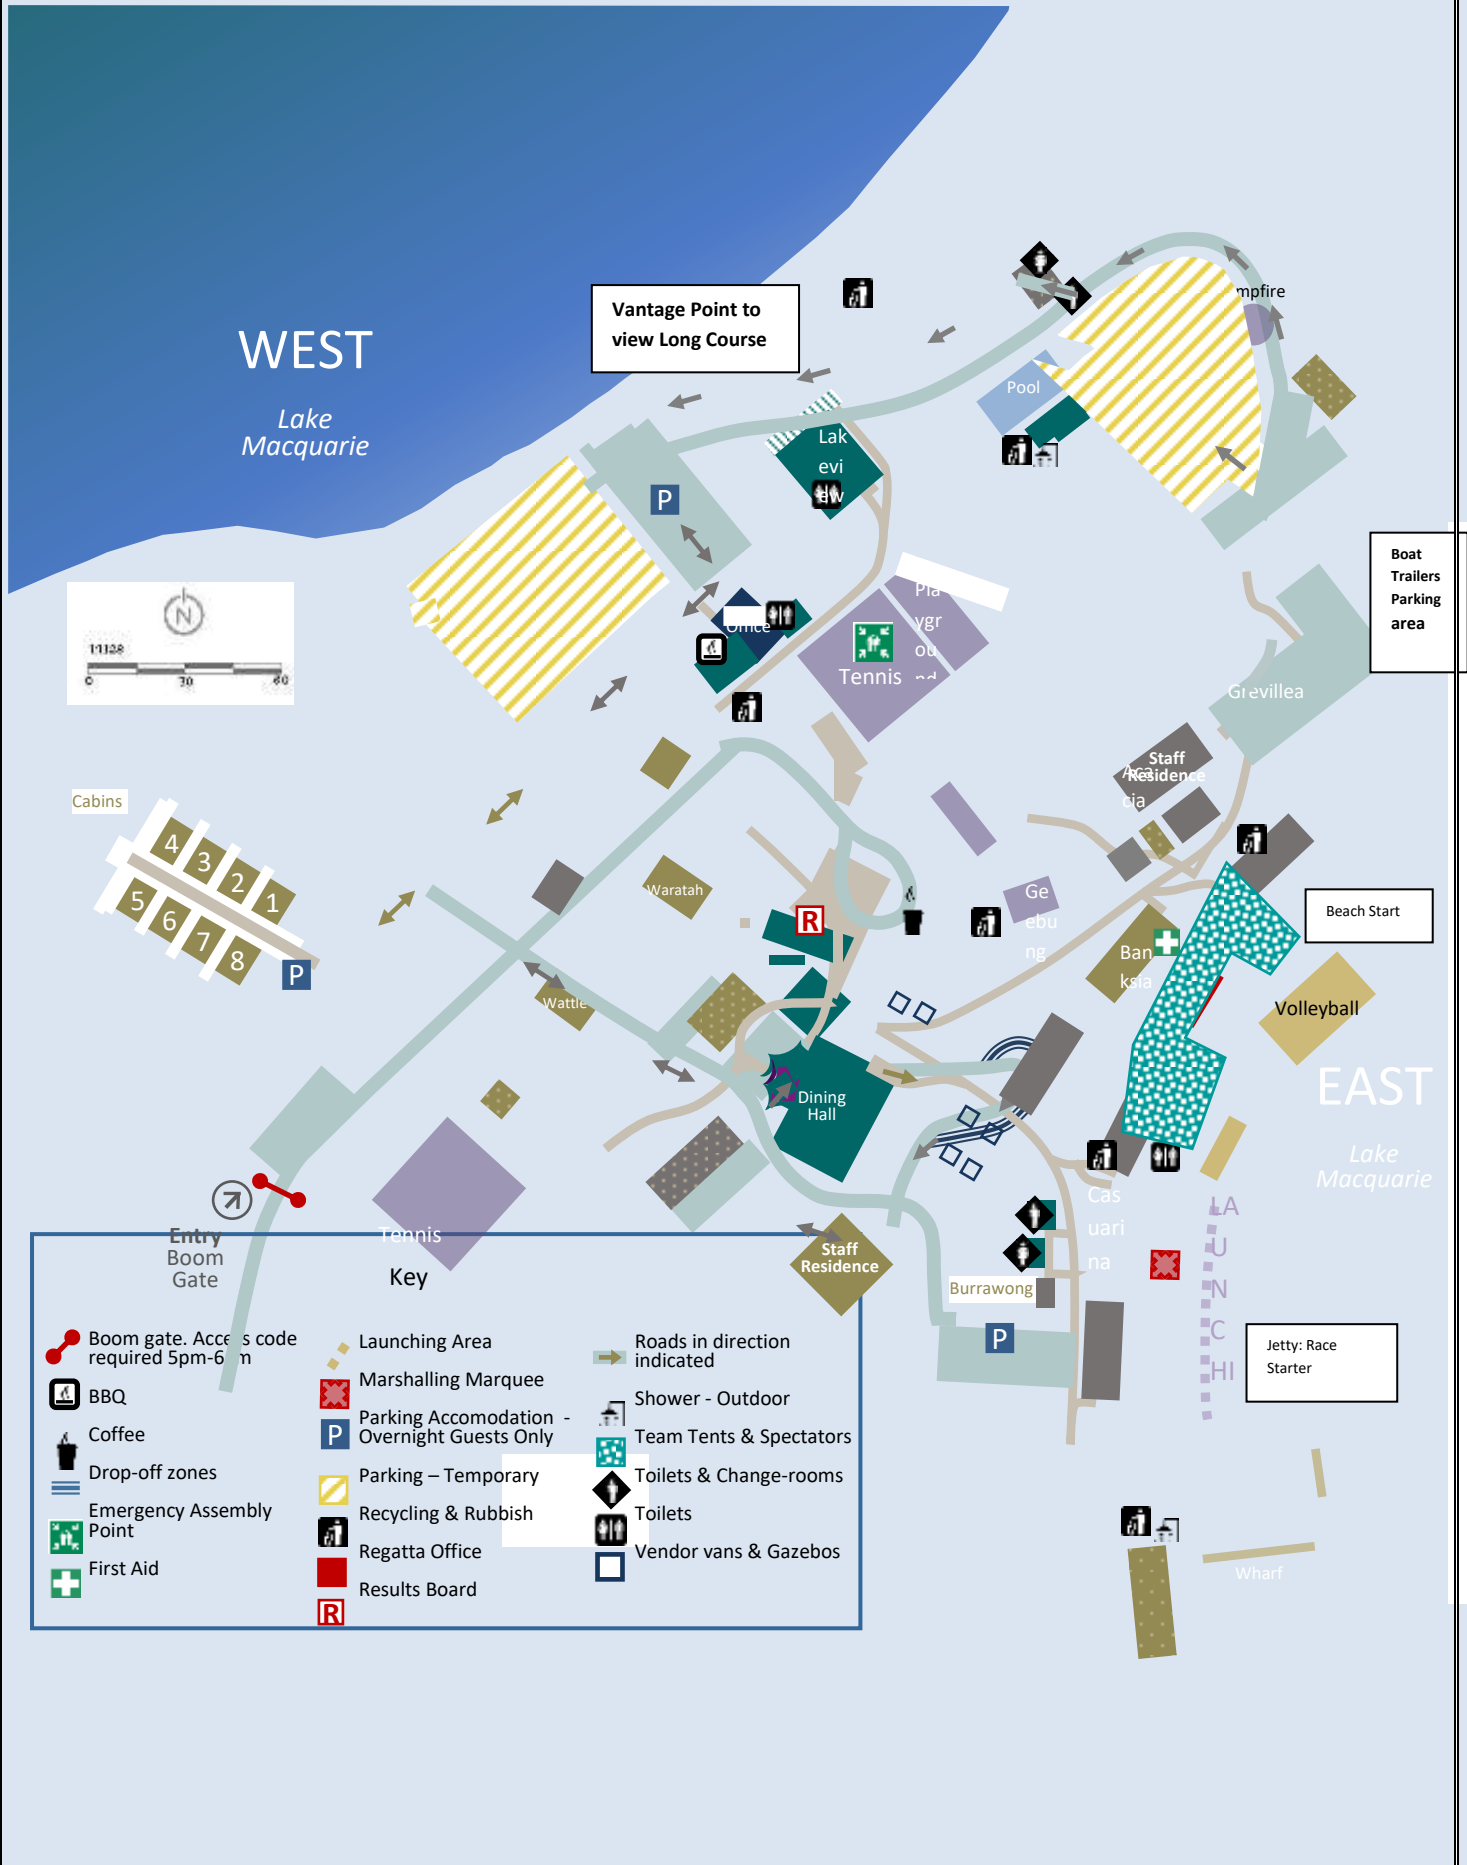 WEST
Lake
Macquarie
Vantage Point to
view Long Course
mpfire
Pool
Lak
evi
ew
P
Boat
Trailers
Parking
area
N
0
Office
Pla
ygr
ou
nd
Tennis
Grevillea
Staff
Residence
Aca
cia
Cabins
4
3
2
1
5
6
7
8
P
Waratah
R
Ge
ebu
ng
Beach Start
Ban
ksia
Volleyball
Wattle
EAST
Lake
Macquarie
Dining
Hall
Cas
uari
na
LA
U
N
C
HI
Entry
Boom
Gate
Tennis
Staff
Residence
Burrawong
P
Jetty: Race
Starter
Wharf
Key
Boom gate. Access code
required 5pm-6am
BBQ
Coffee
Drop-off zones
Emergency Assembly
Point
First Aid
Launching Area
Marshalling Marquee
Parking Accomodation -
Overnight Guests Only
P
Parking – Temporary
Recycling & Rubbish
Regatta Office
Results Board
R
Roads in direction
indicated
Shower - Outdoor
Team Tents & Spectators
Toilets & Change-rooms
Toilets
Vendor vans & Gazebos